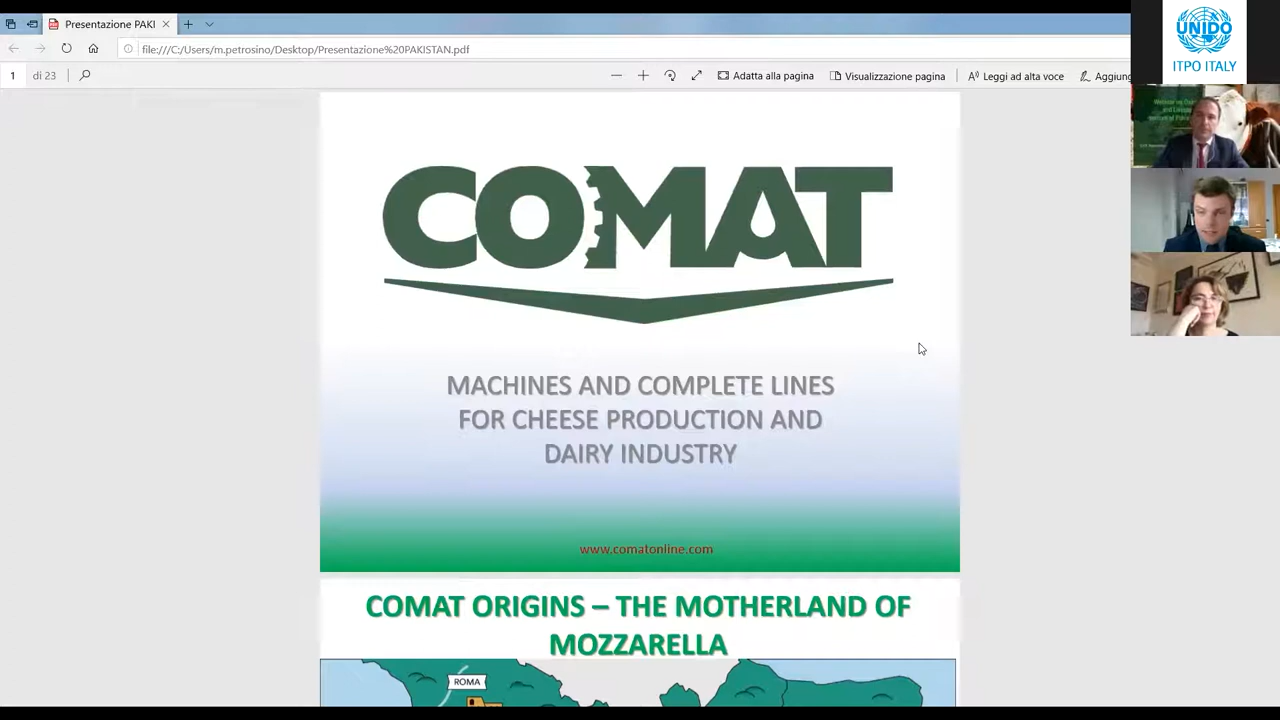 Presentazione PAKI
file:///C:/Users/m.petrosino/Desktop/Presentazione%20PAKISTAN.pdf
1 di 23
Adatta alla pagina
Visualizzazione pagina
Leggi ad alta voce
Aggiung
UNIDO
ITPO ITALY
COMAT
MACHINES AND COMPLETE LINES
FOR CHEESE PRODUCTION AND
DAIRY INDUSTRY
www.comatonline.com
COMAT ORIGINS – THE MOTHERLAND OF
MOZZARELLA
ROMA